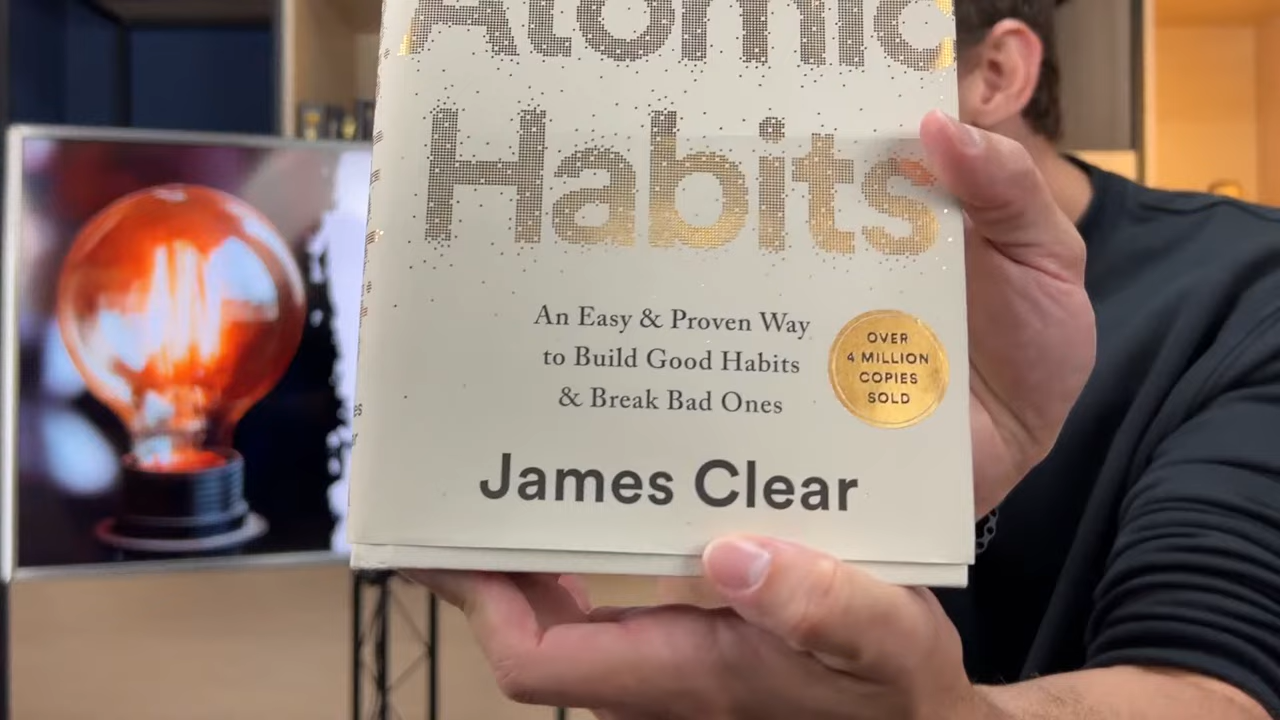 Atomic
Habits
An Easy & Proven Way
to Build Good Habits
& Break Bad Ones
OVER
4 MILLION
COPIES
SOLD
James Clear